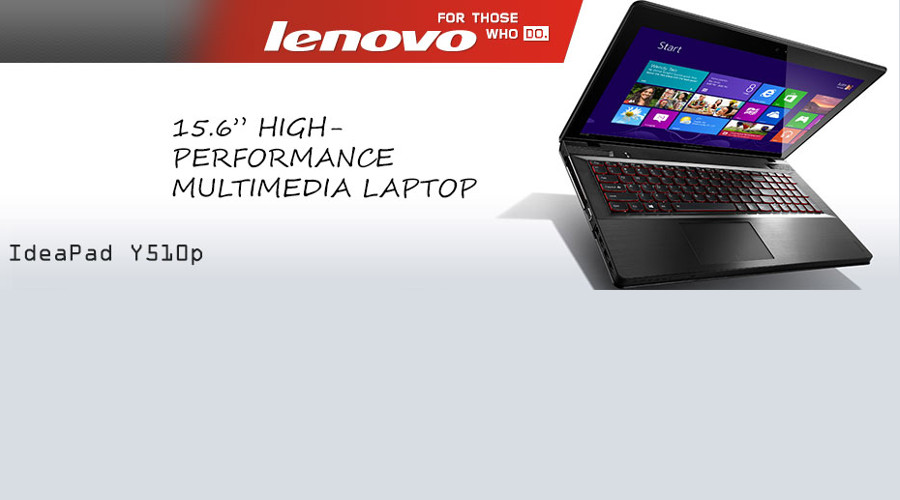 lenovo
FOR THOSE
WHO DO.
15.6” HIGH-
PERFORMANCE
MULTIMEDIA LAPTOP
IdeaPad Y510p
Start